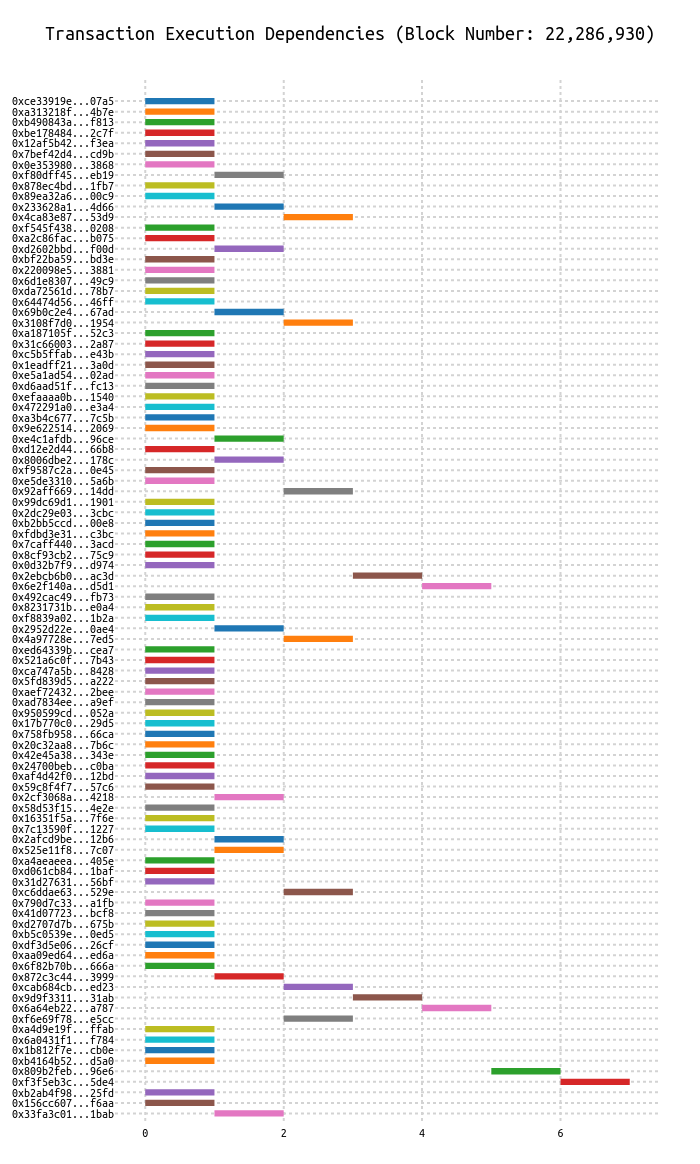 Transaction Execution Dependencies (Block Number: 22,286,930)
0xce33919e...07a5
0xa313218f...4b7e
0xb490843a...f813
0xbe178484...2c7f
0x12af5b42...f3ea
0x7bef42d4...cd9b
0x0e353980...3868
0xf80dff45...eb19
0x878ec4bd...1fb7
0x89ea32a6...00c9
0x233628a1...4d66
0x4ca83e87...53d9
0xf545f438...0208
0xa2c86fac...b075
0xd2602bbd...f00d
0xbf22ba59...bd3e
0x220098e5...3881
0x6d1e8307...49c9
0xda72561d...78b7
0x64474d56...46ff
0x69b0c2e4...67ad
0x3108f7d0...1954
0xa187105f...52c3
0x31c66003...2a87
0xc5b5ffab...e43b
0x1eadff21...3a0d
0xe5a1ad54...02ad
0xd6aad51f...fc13
0xefaaaa0b...1540
0x472291a0...e3a4
0xa3b4c677...7c5b
0x9e622514...2069
0xe4c1afdb...96ce
0xd12e2d44...66b8
0x8006dbe2...178c
0xf9587c2a...0e45
0xe5de3310...5a6b
0x92aff669...14dd
0x99dc69d1...1901
0x2dc29e03...3cbc
0xb2bb5ccd...00e8
0xfdbd3e31...c3bc
0x7caff440...3acd
0x8cf93cb2...75c9
0x0d32b7f9...d974
0x2ebcb6b0...ac3d
0x6e2f140a...d5d1
0x492cac49...fb73
0x8231731b...e0a4
0xf8839a02...1b2a
0x2952d22e...0ae4
0x4a97728e...7ed5
0xed64339b...cea7
0x521a6c0f...7b43
0xca747a5b...8428
0x5fd839d5...a222
0xaef72432...2bee
0xad7834ee...a9ef
0x950599cd...052a
0x17b770c0...29d5
0x758fb958...66ca
0x20c32aa8...7b6c
0x42e45a38...343e
0x24700beb...c0ba
0xaf4d42f0...12bd
0x59c8f4f7...57c6
0x2cf3068a...4218
0x58d53f15...4e2e
0x16351f5a...7f6e
0x7c13590f...1227
0x2afcd9be...12b6
0x525e11f8...7c07
0xa4aeaeea...405e
0xd061cb84...1baf
0x31d27631...56bf
0xc6ddae63...529e
0x790d7c33...a1fb
0x41d07723...bcf8
0xd2707d7b...675b
0xb5c0539e...0ed5
0xdf3d5e06...26cf
0xaa09ed64...ed6a
0x6f82b70b...666a
0x872c3c44...3999
0xcab684cb...ed23
0x9d9f3311...31ab
0x6a64eb22...a787
0xf6e69f78...e5cc
0xa4d9e19f...ffab
0x6a0431f1...f784
0x1b812f7e...cb0e
0xb4164b52...d5a0
0x809b2feb...96e6
0xf3f5eb3c...5de4
0xb2ab4f98...25fd
0x156cc607...f6aa
0x33fa3c01...1bab
0 2 4 6